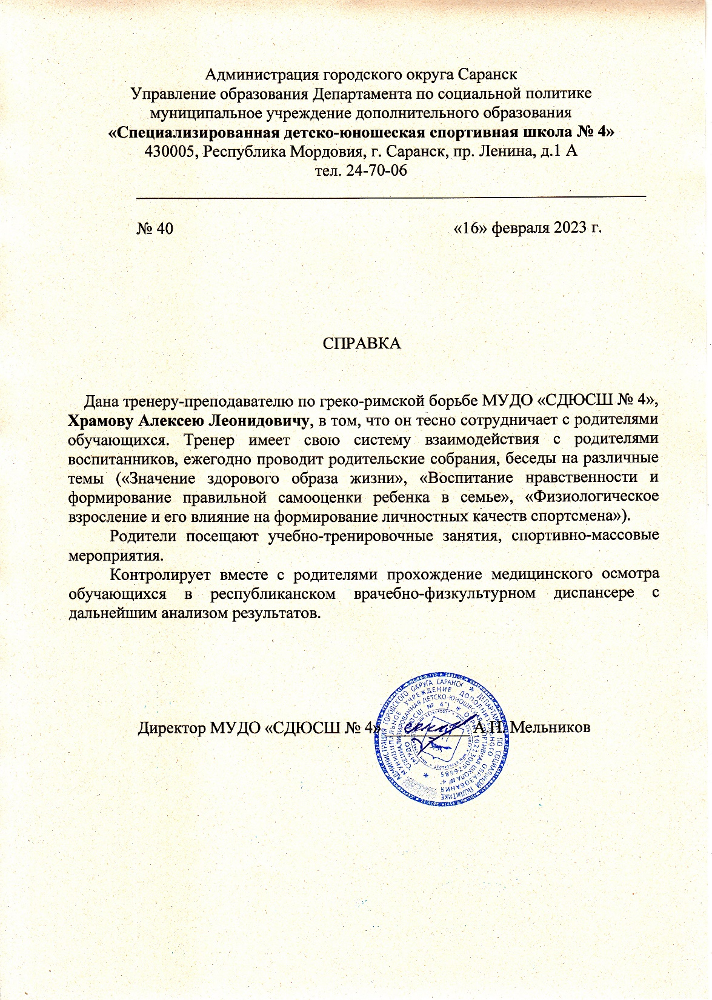 Администрация городского округа Саранск
Управление образования Департамента по социальной политике
муниципальное учреждение дополнительного образования
«Специализированная детско-юношеская спортивная школа № 4»
430005, Республика Мордовия, г. Саранск, пр. Ленина, д.1 А
тел. 24-70-06
№ 40 «16» февраля 2023 г.
СПРАВКА
Дана тренеру-преподавателю по греко-римской борьбе МУДО «СДЮСШ № 4»,
Храмову Алексею Леонидовичу, в том, что он тесно сотрудничает с родителями
обучающихся. Тренер имеет свою систему взаимодействия с родителями
воспитанников, ежегодно проводит родительские собрания, беседы на различные
темы («Значение здорового образа жизни», «Воспитание нравственности и
формирование правильной самооценки ребенка в семье», «Физиологическое
взросление и его влияние на формирование личностных качеств спортсмена»).
Родители посещают учебно-тренировочные занятия, спортивно-массовые
мероприятия.
Контролирует вместе с родителями прохождение медицинского осмотра
обучающихся в республиканском врачебно-физкультурном диспансере с
дальнейшим анализом результатов.
Директор МУДО «СДЮСШ № 4» А.Н. Мельников
АДМИНИСТРАЦИЯ ГОРОДСКОГО ОКРУГА САРАНСК * ДЕПАРТАМЕНТ ПО СОЦИАЛЬНОЙ ПОЛИТИКЕ
МУНИЦИПАЛЬНОЕ УЧРЕЖДЕНИЕ ДОПОЛНИТЕЛЬНОГО ОБРАЗОВАНИЯ
"СПЕЦИАЛИЗИРОВАННАЯ ДЕТСКО-ЮНОШЕСКАЯ СПОРТИВНАЯ ШКОЛА № 4"
(МУДО "СДЮСШ № 4") * ОГРН